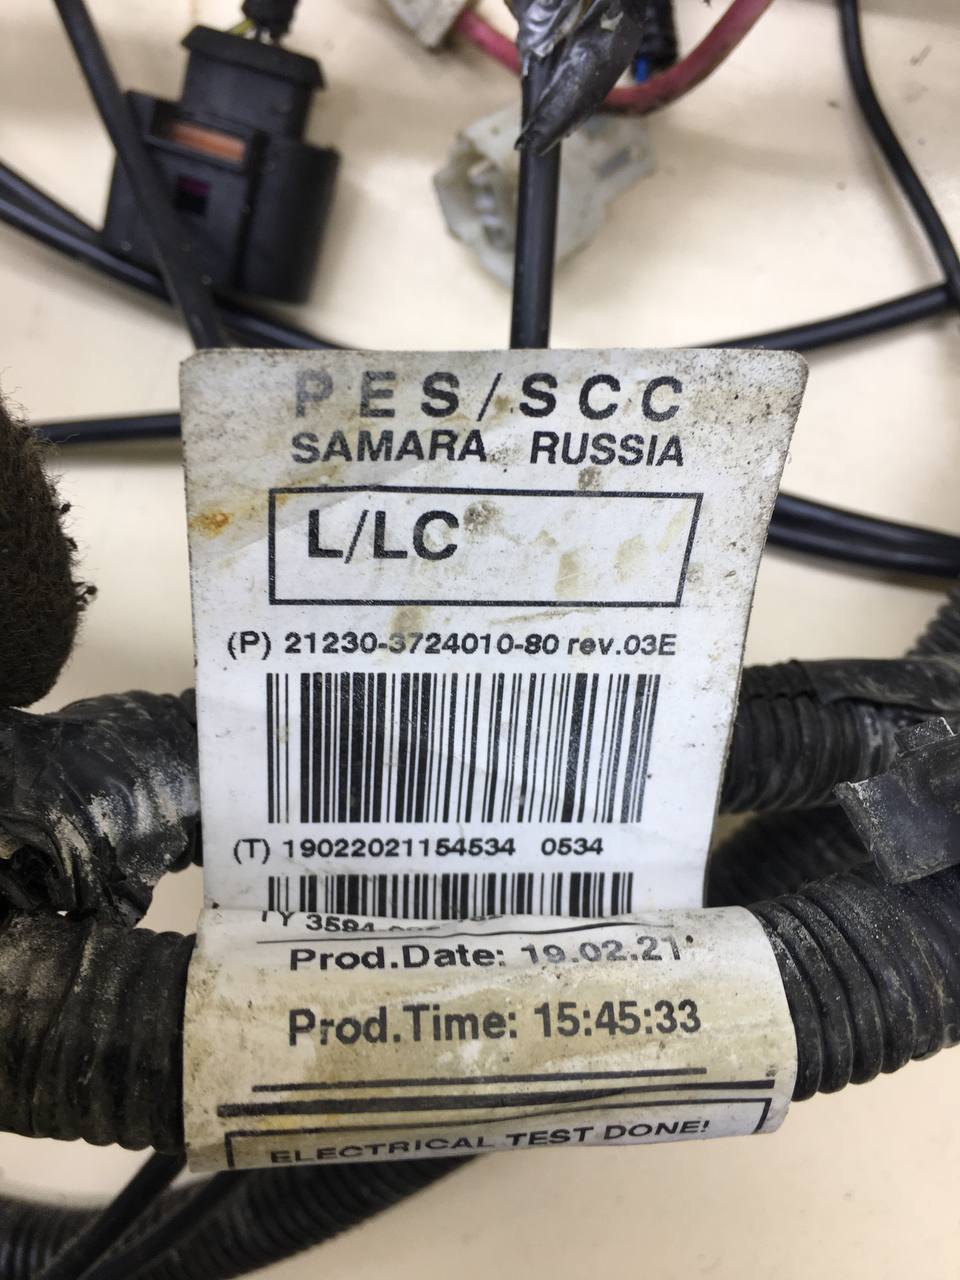 PES/SCC
SAMARA RUSSIA
L/LC
(P) 21230-3724010-80 rev.03E
(T) 19022021154534 0534
Prod.Date: 19.02.21
Prod.Time: 15:45:33
ELECTRICAL TEST DONE!